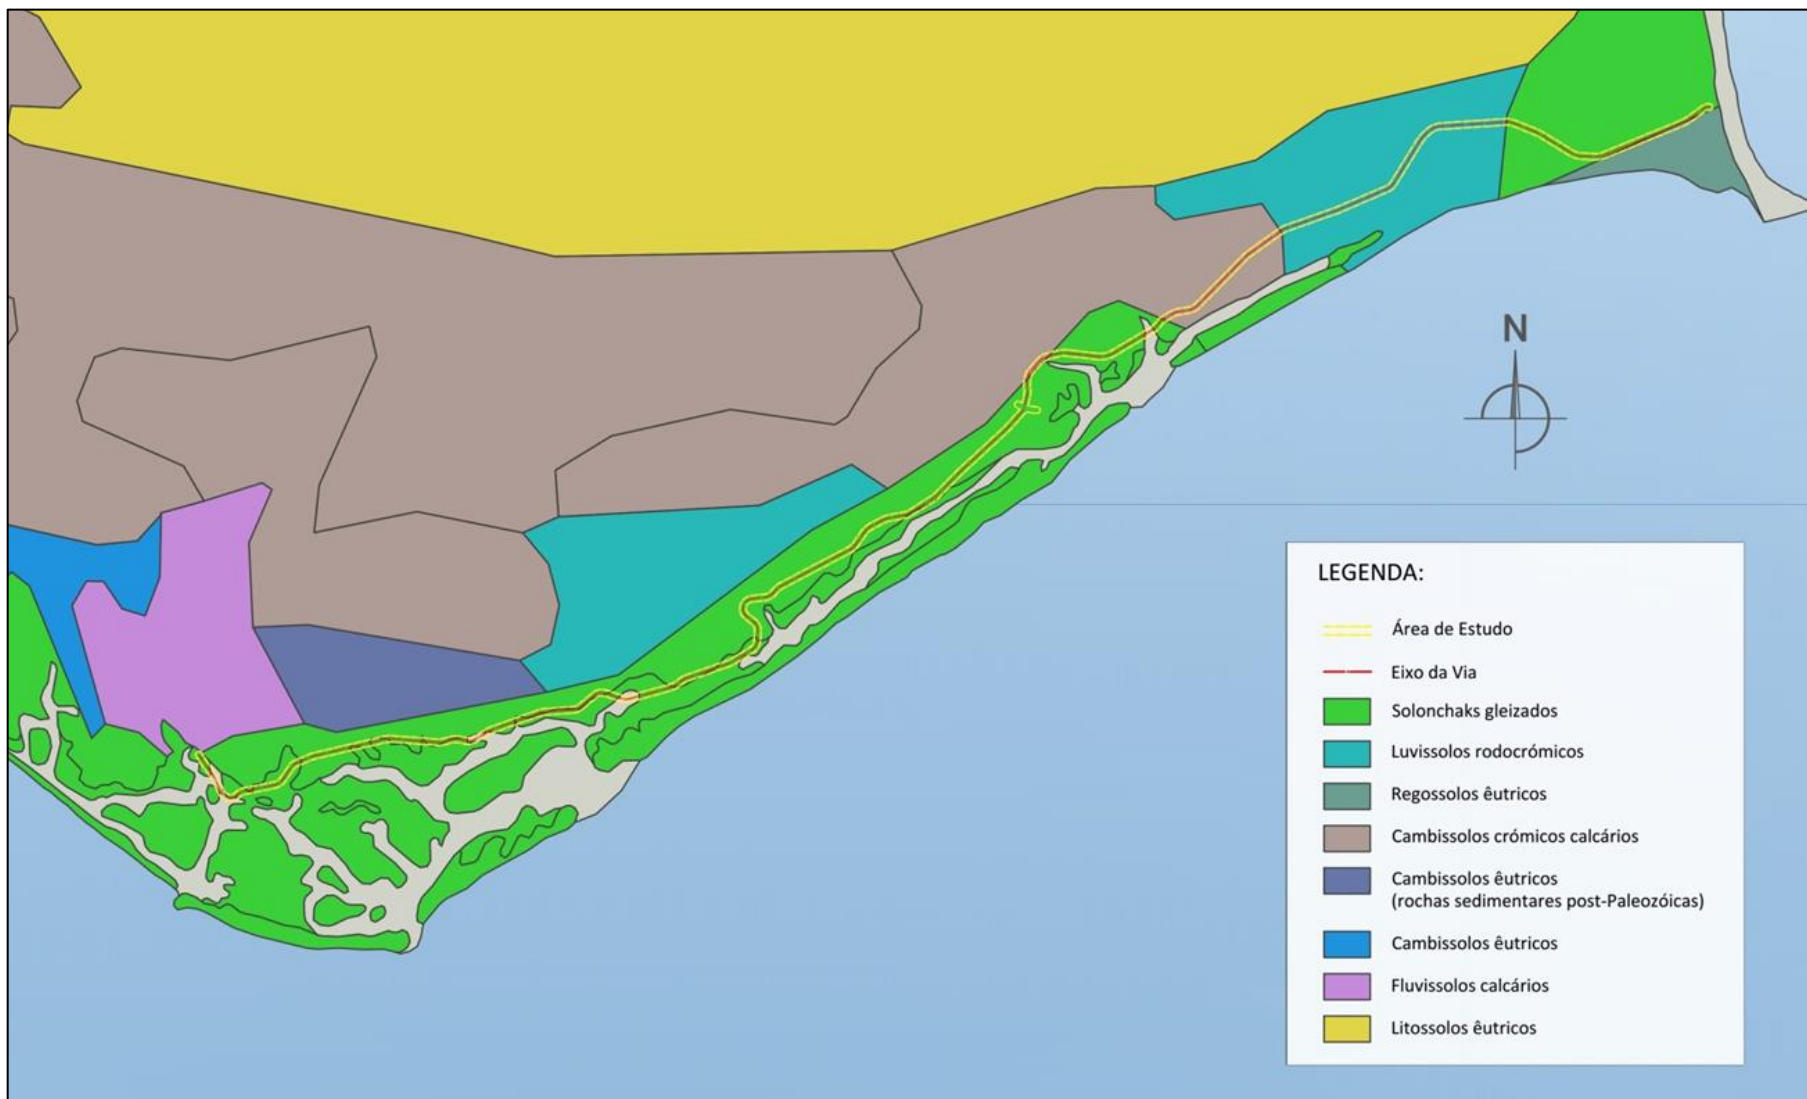 N
LEGENDA:
Área de Estudo
Eixo da Via
Solonchaks gleizados
Luvissolos rodocrómicos
Regossolos êutricos
Cambissolos crómicos calcários
Cambissolos êutricos
(rochas sedimentares post-Paleozóicas)
Cambissolos êutricos
Fluvissolos calcários
Litossolos êutricos